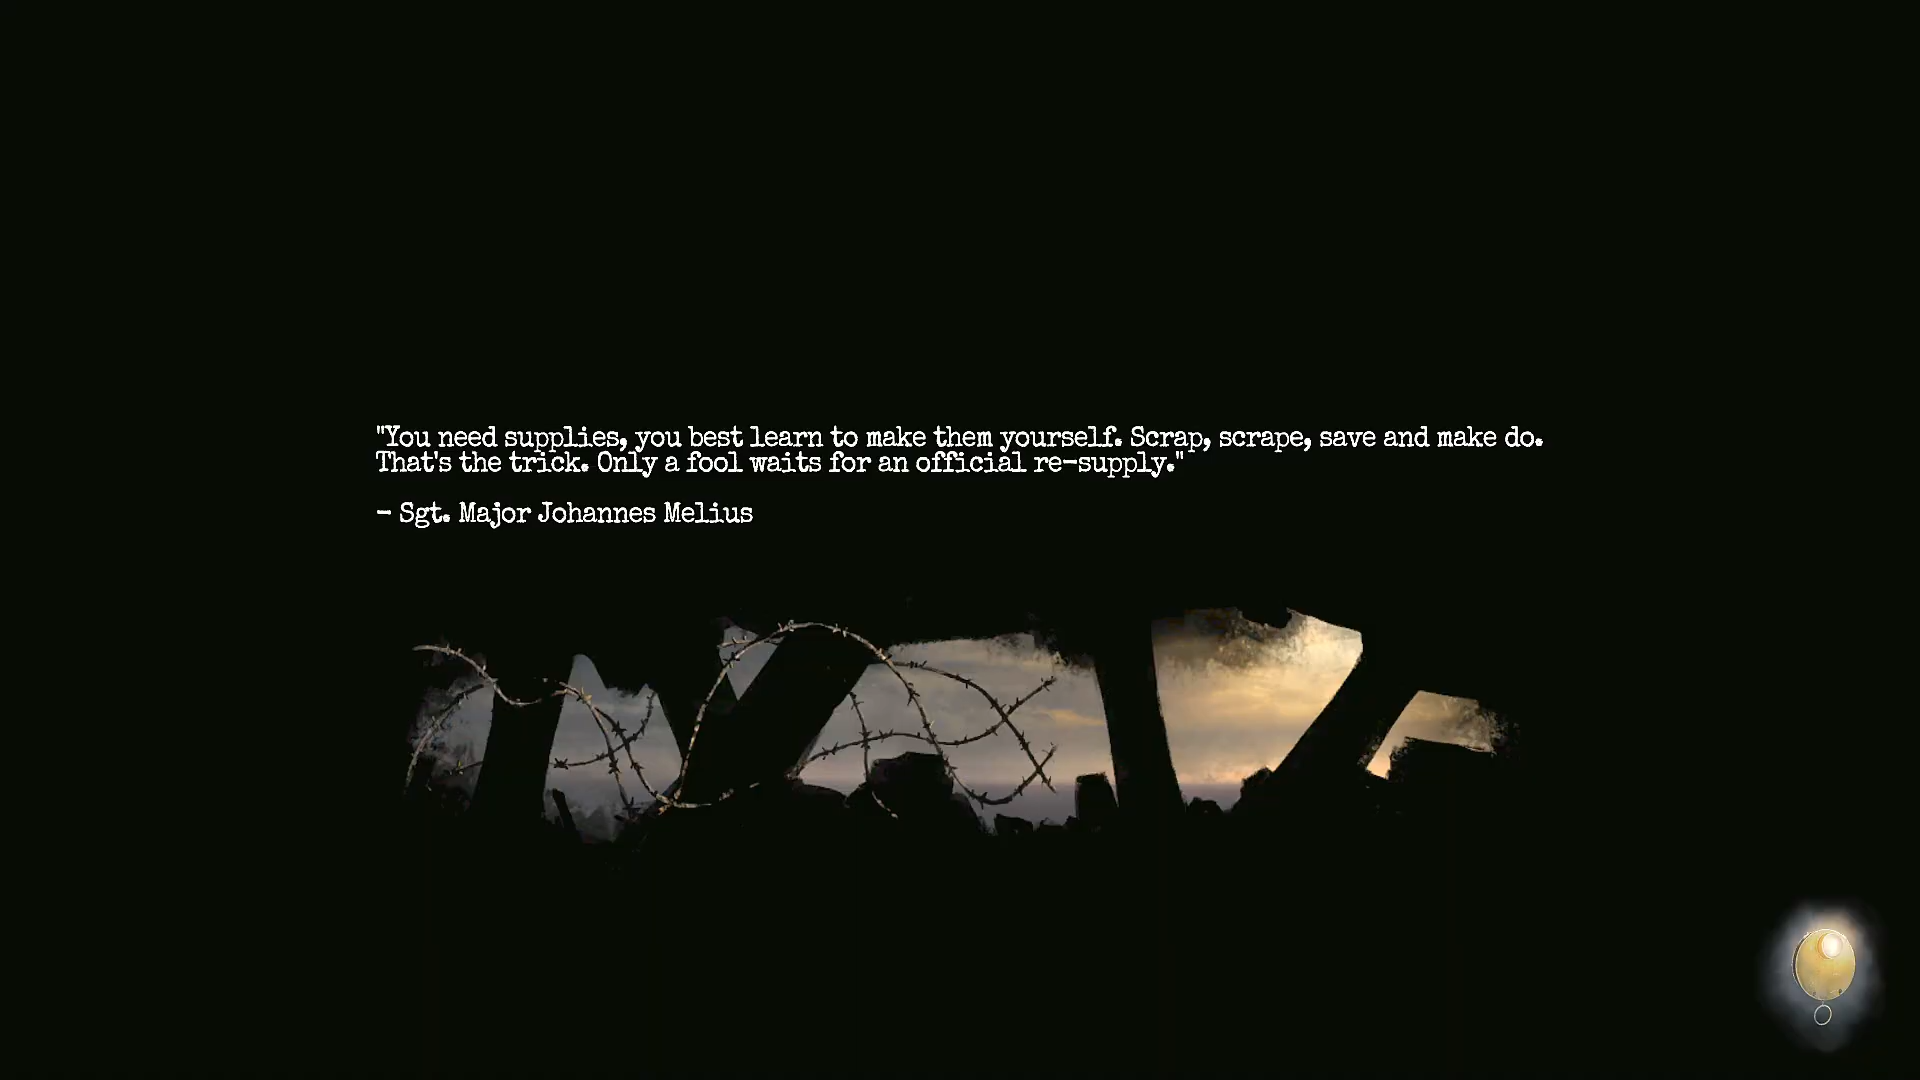 "You need supplies, you best learn to make them yourself. Scrap, scrape, save and make do.
That's the trick. Only a fool waits for an official re-supply."
- Sgt. Major Johannes Melius